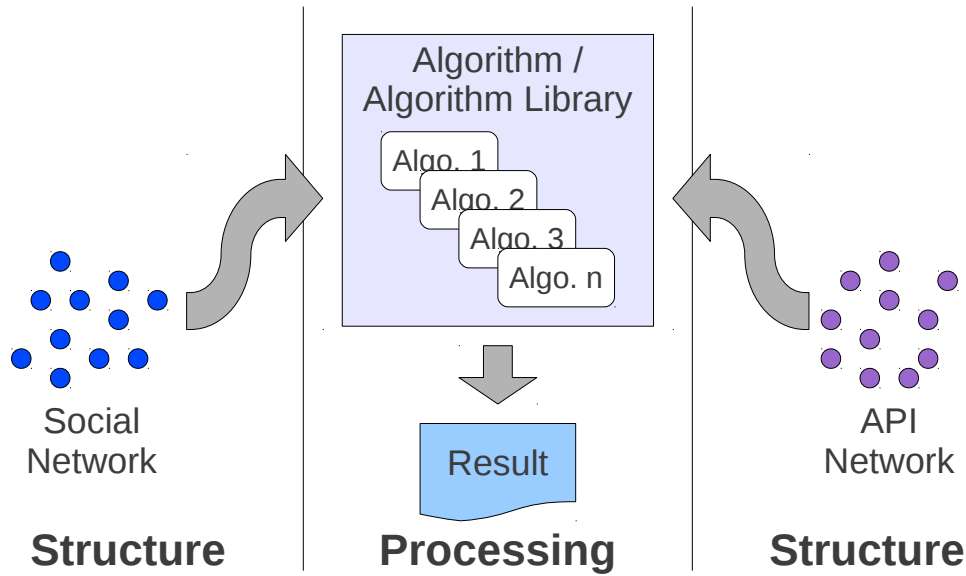 Algorithm /
Algorithm Library
Algo. 1
Algo. 2
Algo. 3
Algo. n
Social
Network
API
Network
Result
Structure
Processing
Structure